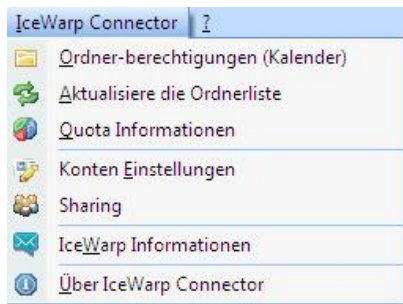 IceWarp Connector ?
Ordner-berechtigungen (Kalender)
Aktualisiere die Ordnerliste
Quota Informationen
Konten Einstellungen
Sharing
IceWarp Informationen
Über IceWarp Connector